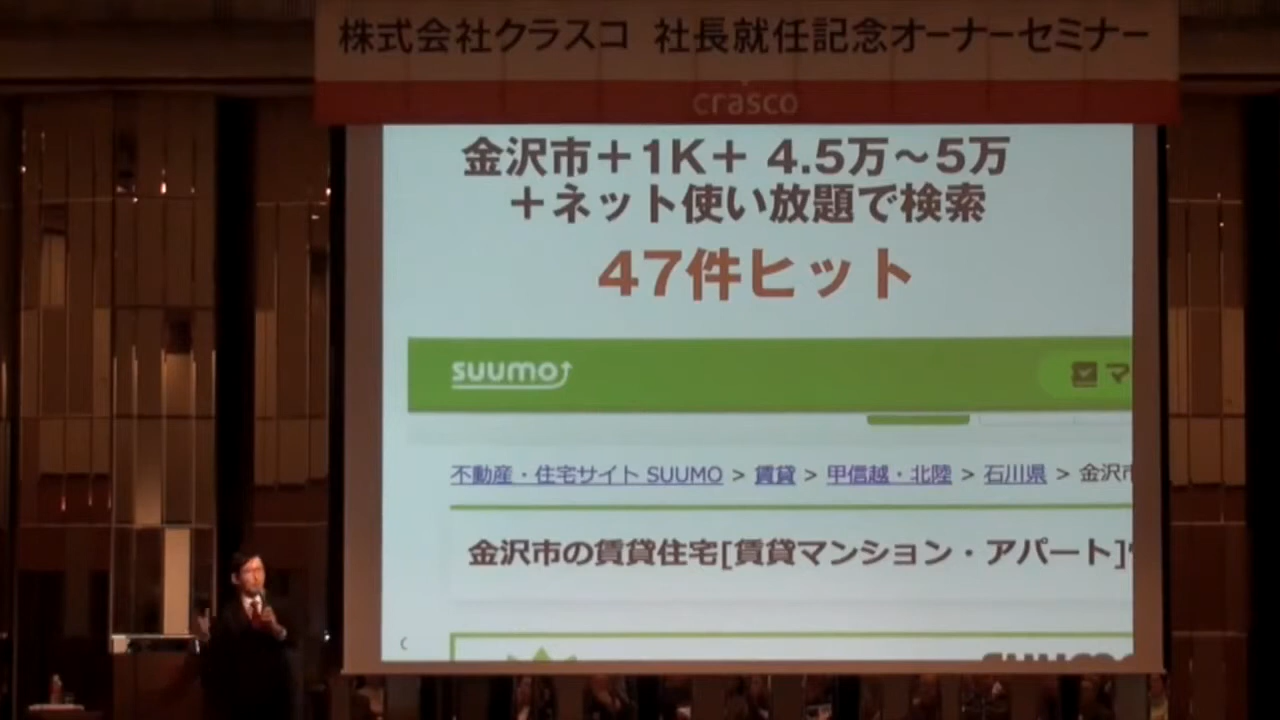 株式会社クラスコ 社長就任記念オーナーセミナー
crasco
金沢市＋1K＋ 4.5万～5万
＋ネット使い放題で検索
47件ヒット
suumo
マ
不動産・住宅サイト SUUMO > 賃貸 > 甲信越・北陸 > 石川県 > 金沢市
金沢市の賃貸住宅[賃貸マンション・アパート]